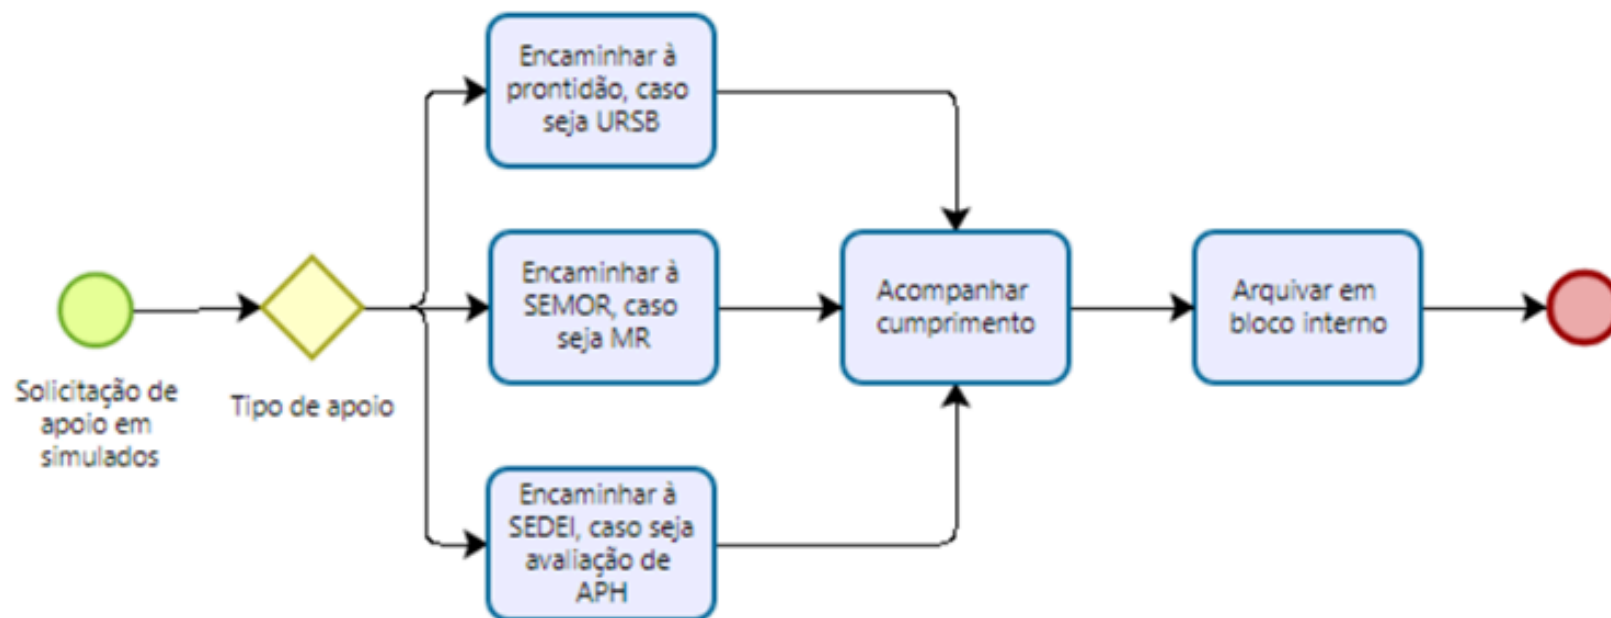 Solicitação de
apoio em
simulados
Tipo de apoio
Encaminhar à
prontidão, caso
seja URSB
Encaminhar à
SEMOR, caso
seja MR
Encaminhar à
SEDEI, caso seja
avaliação de
APH
Acompanhar
cumprimento
Arquivar em
bloco interno